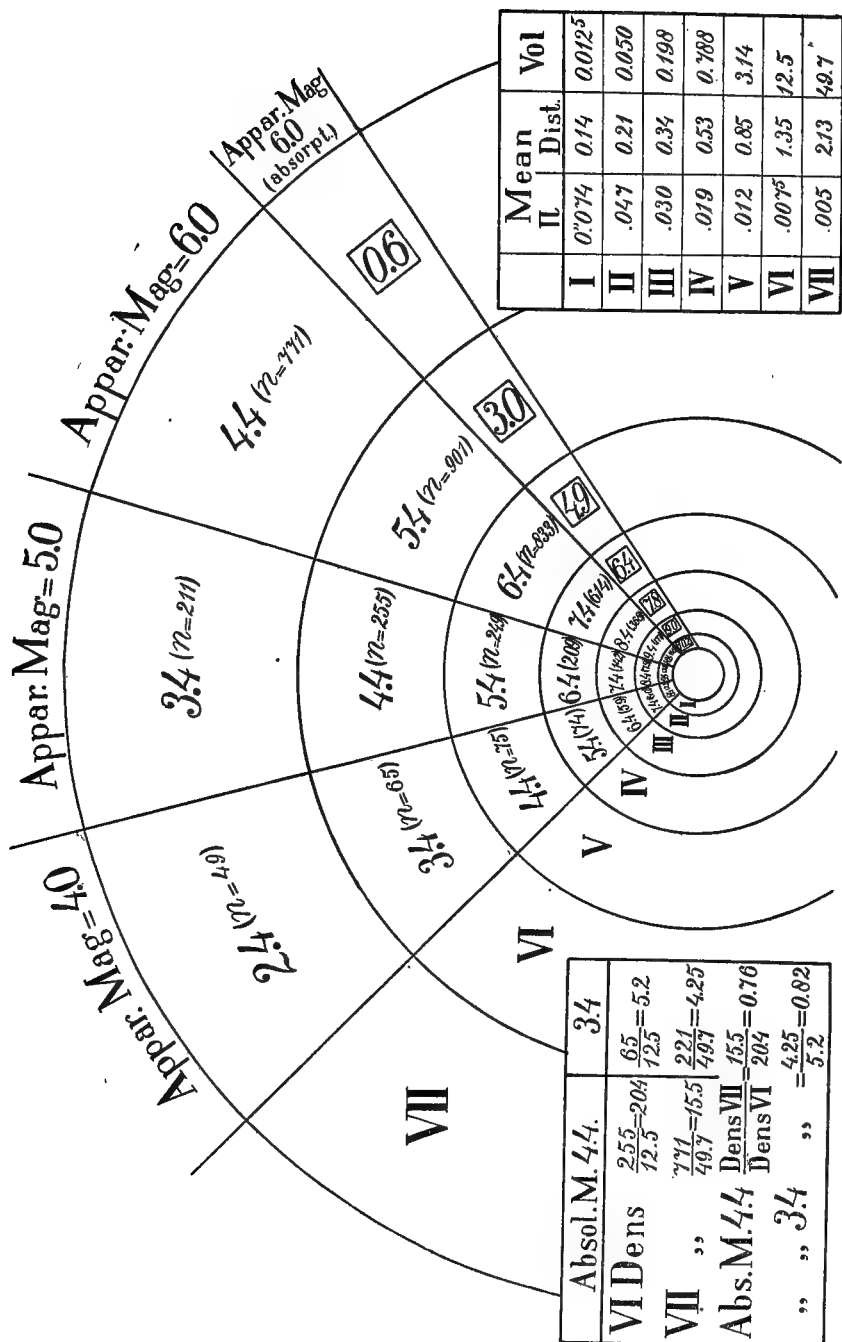 Appar. Mag=4.0
Appar. Mag=5.0
Appar. Mag=6.0
Appar. Mag
6.0
(absorpt.)
2.4 (n=49)
3.4 (n=211)
4.4 (n=771)
0.6
3.4 (n=65)
4.4 (n=255)
5.4 (n=901)
3.0
4.4 (n=75)
5.4 (n=249)
6.4 (n=833)
4.9
5.4 (74)
6.4 (209)
7.4 (614)
6.4
6.4 (59)
8.4
7.8
VII
VI
V
IV
III
II
I
Absol. M. 4.4. 3.4
VI Dens 255/12.5=20.4 65/12.5=5.2
VII „ 771/49.7=15.5 221/49.7=4.25
Abs. M. 4.4 Dens VII/Dens VI=15.5/20.4=0.76
„ „ 3.4 „ =4.25/5.2=0.82
Mean
π Dist. Vol
I 0."074 0.14 0.012⁵
II .047 0.21 0.050
III .030 0.34 0.198
IV .019 0.53 0.788
V .012 0.85 3.14
VI .007⁵ 1.35 12.5
VII .005 2.13 49.7